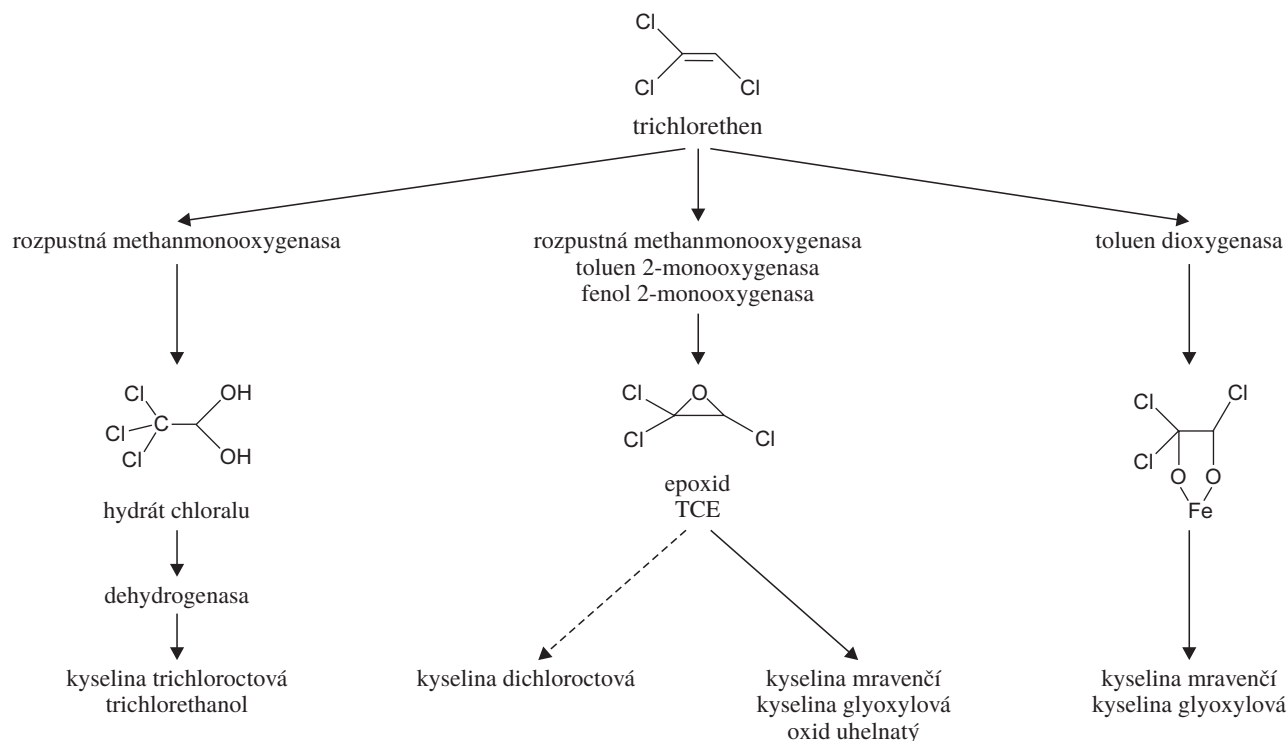 Cl
Cl
Cl
trichlorethen
rozpustná methanmonooxygenasa
rozpustná methanmonooxygenasa
toluen 2-monooxygenasa
fenol 2-monooxygenasa
toluen dioxygenasa
Cl
OH
Cl
C
Cl
OH
hydrát chloralu
dehydrogenasa
kyselina trichloroctová
trichlorethanol
Cl
O
Cl
Cl
epoxid
TCE
kyselina dichloroctová
kyselina mravenčí
kyselina glyoxylová
oxid uhelnatý
Cl
Cl
Cl
O
O
Fe
kyselina mravenčí
kyselina glyoxylová